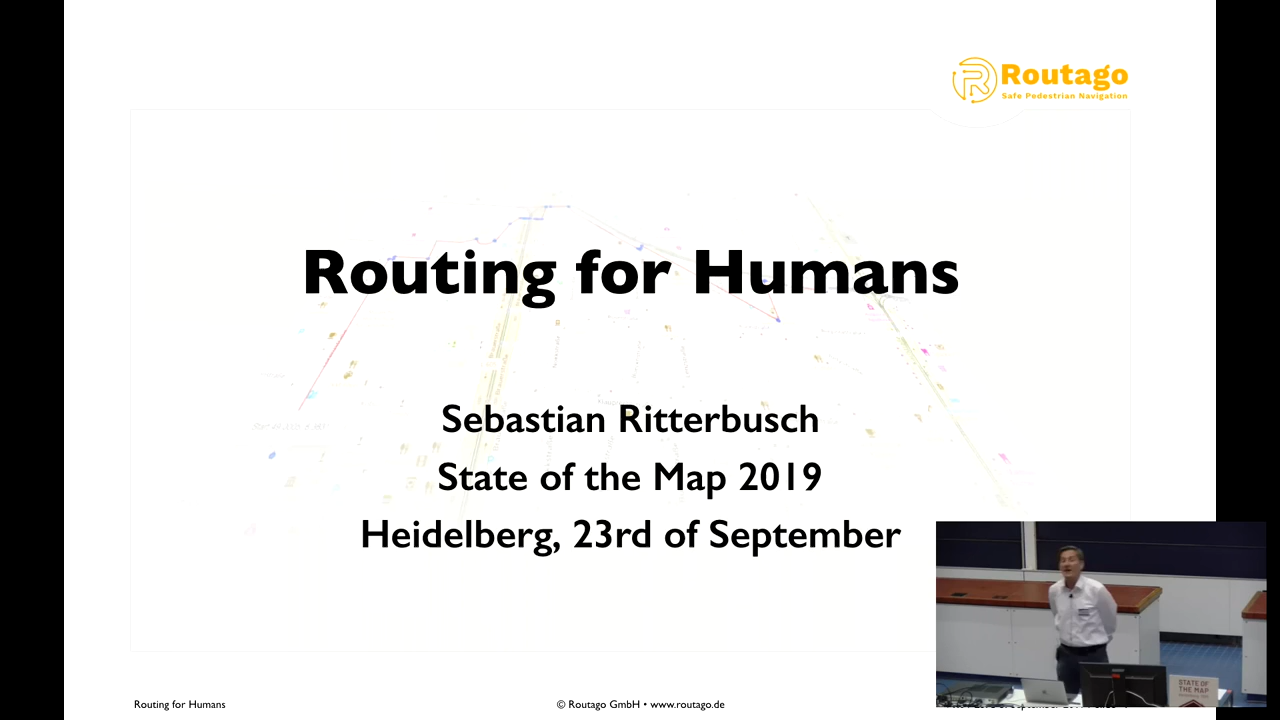 Routago
Safe Pedestrian Navigation
Routing for Humans
Sebastian Ritterbusch
State of the Map 2019
Heidelberg, 23rd of September
STATE OF
THE MAP
Routing for Humans
© Routago GmbH • www.routago.de